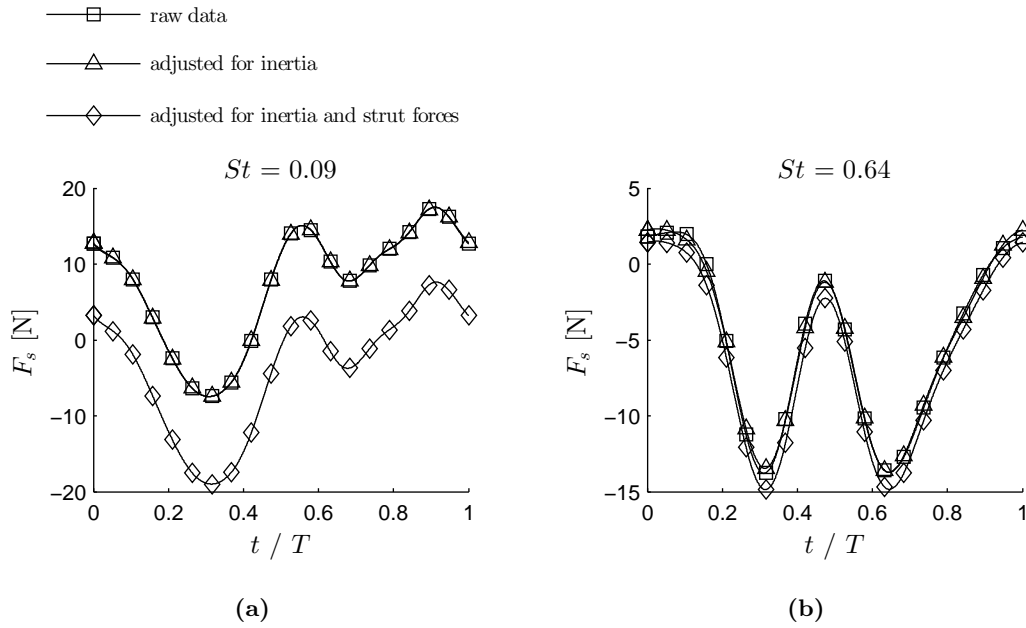 raw data
adjusted for inertia
adjusted for inertia and strut forces
St = 0.09
20
10
0
−10
−20
F_s [N]
0 0.2 0.4 0.6 0.8 1
t / T
(a)
St = 0.64
5
0
−5
−10
−15
F_s [N]
0 0.2 0.4 0.6 0.8 1
t / T
(b)